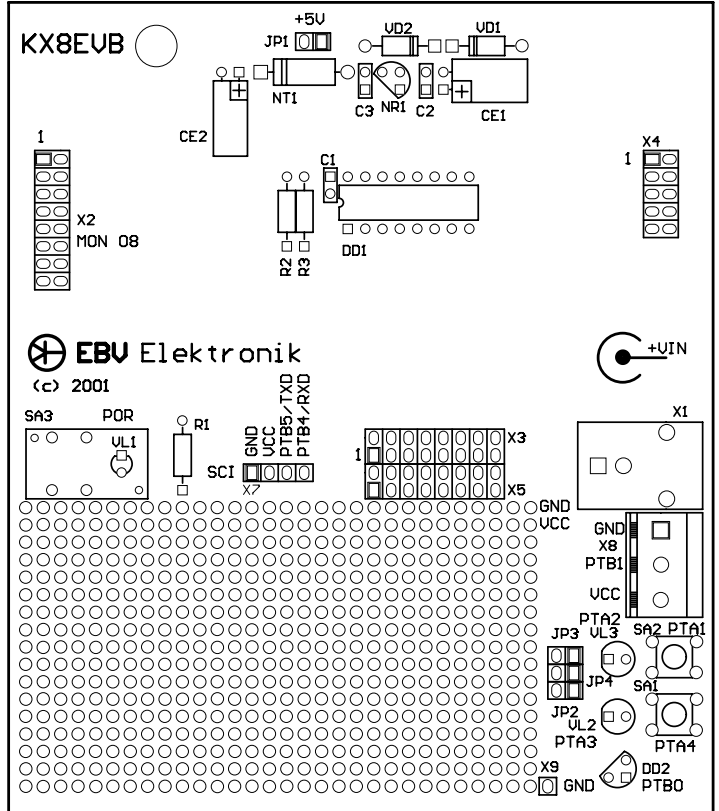 KX8EVB
+5V
JP1
VD2
VD1
NT1
C3
NR1
C2
CE1
CE2
1
X2
MON 08
C1
R2
R3
DD1
X4
1
EBV Elektronik
(c) 2001
+VIN
SA3
POR
VL1
R1
GND
VCC
PTB5/TXD
PTB4/RXD
SCI
X7
1
X3
X5
X1
GND
VCC
GND
X8
PTB1
VCC
PTA2
JP3
VL3
SA2
PTA1
JP4
SA1
JP2
VL2
PTA3
PTA4
X9
GND
DD2
PTB0